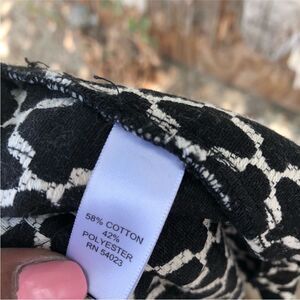 58% COTTON
42%
POLYESTER
RN 54023